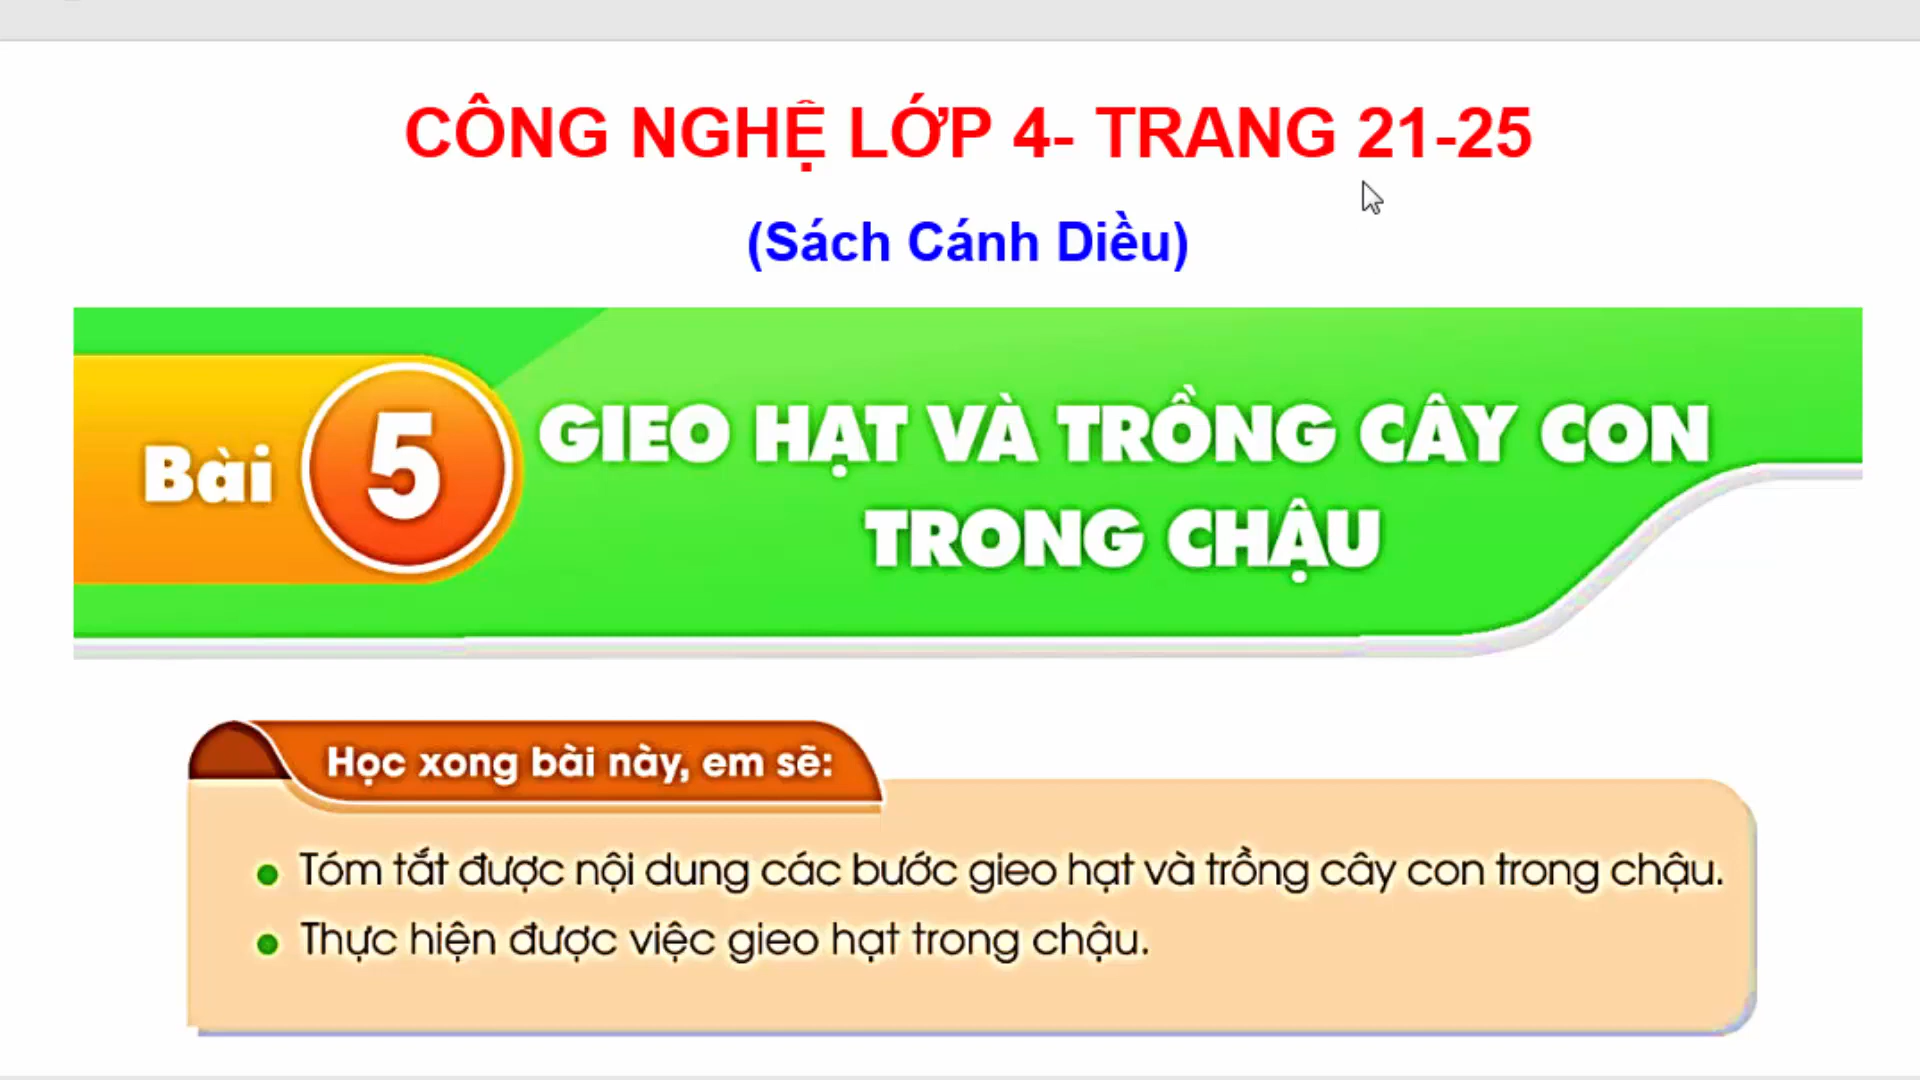 CÔNG NGHỆ LỚP 4- TRANG 21-25
(Sách Cánh Diều)
Bài 5
GIEO HẠT VÀ TRỒNG CÂY CON
TRONG CHẬU
Học xong bài này, em sẽ:
• Tóm tắt được nội dung các bước gieo hạt và trồng cây con trong chậu.
• Thực hiện được việc gieo hạt trong chậu.